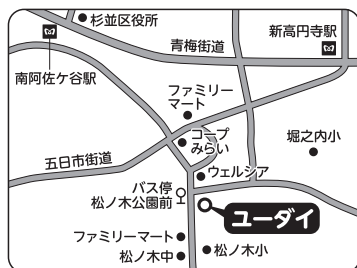 杉並区役所
青梅街道
新高円寺駅
南阿佐ケ谷駅
ファミリー
マート
コープ
みらい
堀之内小
五日市街道
ウェルシア
バス停
松ノ木公園前
ユーダイ
ファミリーマート
松ノ木小
松ノ木中